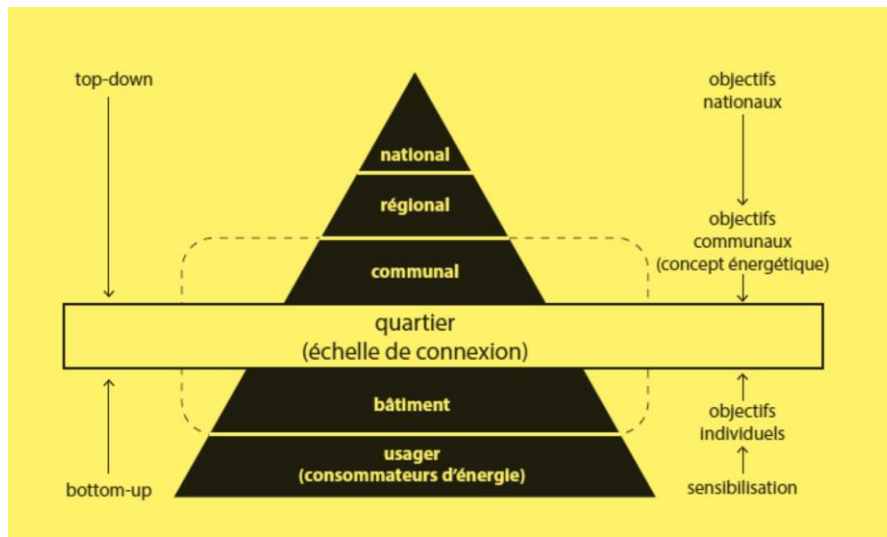 top-down
objectifs
nationaux
national
régional
objectifs
communaux
(concept énergétique)
communal
quartier
(échelle de connexion)
bâtiment
objectifs
individuels
usager
(consommateurs d'énergie)
bottom-up
sensibilisation